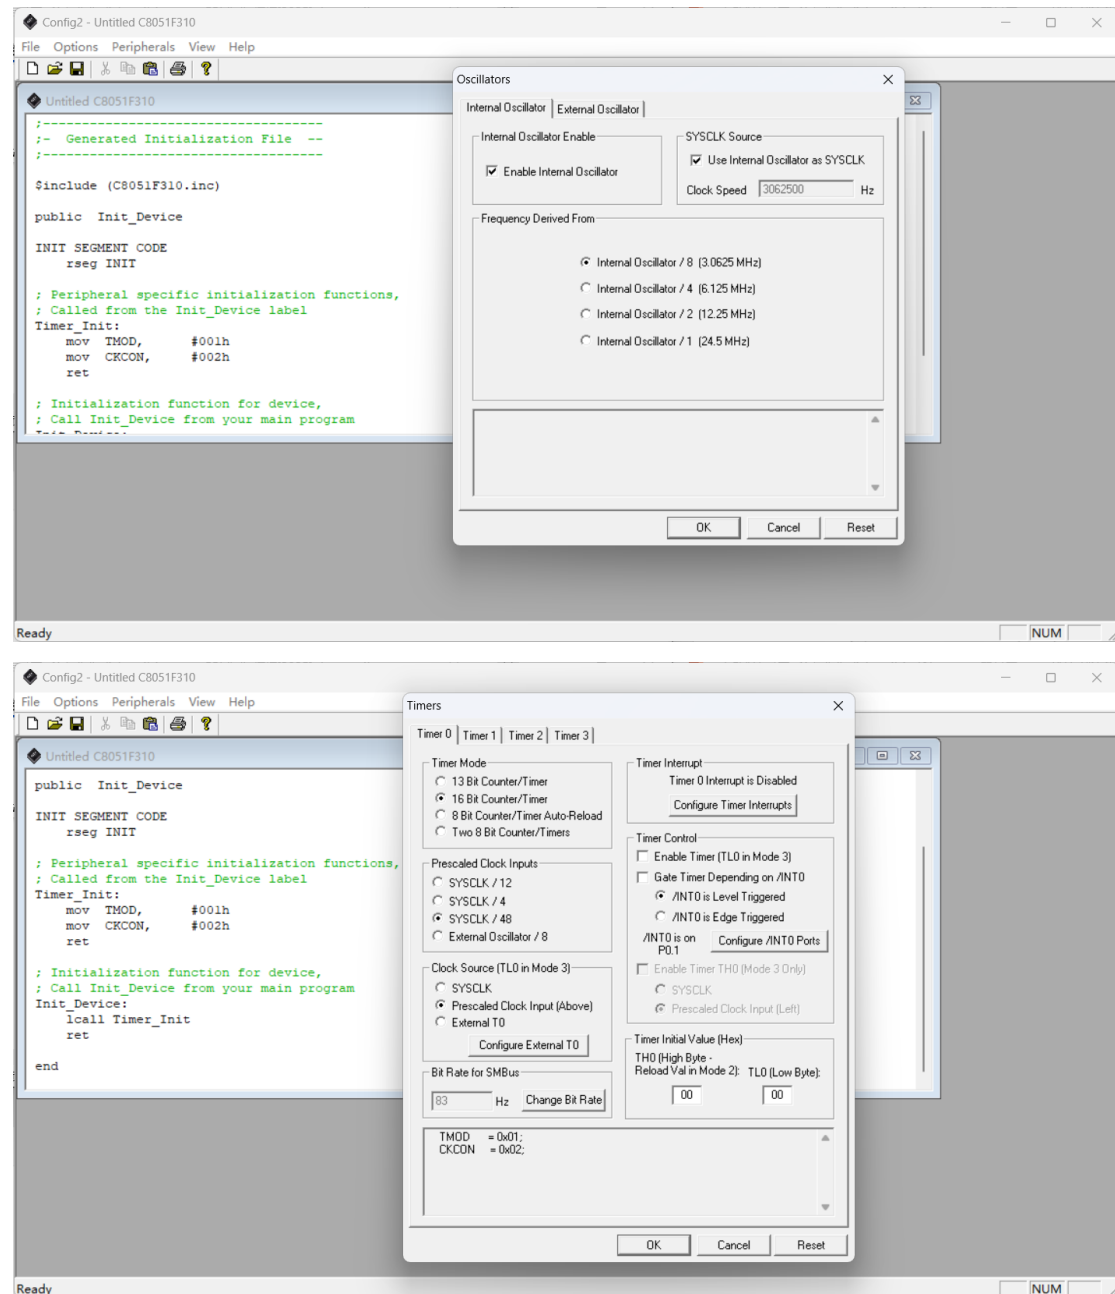 Config2 - Untitled C8051F310
File Options Peripherals View Help
Untitled C8051F310
;------------------------------------
;- Generated Initialization File --
;------------------------------------
$include (C8051F310.inc)
public Init_Device
INIT SEGMENT CODE
rseg INIT
; Peripheral specific initialization functions,
; Called from the Init_Device label
Timer_Init:
mov TMOD, #001h
mov CKCON, #002h
ret
; Initialization function for device,
; Call Init_Device from your main program
Oscillators
Internal Oscillator External Oscillator
Internal Oscillator Enable
Enable Internal Oscillator
SYSCLK Source
Use Internal Oscillator as SYSCLK
Clock Speed 3062500 Hz
Frequency Derived From
Internal Oscillator / 8 (3.0625 MHz)
Internal Oscillator / 4 (6.125 MHz)
Internal Oscillator / 2 (12.25 MHz)
Internal Oscillator / 1 (24.5 MHz)
OK Cancel Reset
Ready
NUM
Config2 - Untitled C8051F310
File Options Peripherals View Help
Untitled C8051F310
public Init_Device
INIT SEGMENT CODE
rseg INIT
; Peripheral specific initialization functions,
; Called from the Init_Device label
Timer_Init:
mov TMOD, #001h
mov CKCON, #002h
ret
; Initialization function for device,
; Call Init_Device from your main program
Init_Device:
lcall Timer_Init
ret
end
Timers
Timer 0 Timer 1 Timer 2 Timer 3
Timer Mode
13 Bit Counter/Timer
16 Bit Counter/Timer
8 Bit Counter/Timer Auto-Reload
Two 8 Bit Counter/Timers
Prescaled Clock Inputs
SYSCLK / 12
SYSCLK / 4
SYSCLK / 48
External Oscillator / 8
Clock Source (TL0 in Mode 3)
SYSCLK
Prescaled Clock Input (Above)
External T0
Configure External T0
Bit Rate for SMBus
83 Hz Change Bit Rate
Timer Interrupt
Timer 0 Interrupt is Disabled
Configure Timer Interrupts
Timer Control
Enable Timer (TL0 in Mode 3)
Gate Timer Depending on /INT0
/INT0 is Level Triggered
/INT0 is Edge Triggered
/INT0 is on
P0.1
Configure /INT0 Ports
Enable Timer TH0 (Mode 3 Only)
SYSCLK
Prescaled Clock Input (Left)
Timer Initial Value (Hex)
TH0 (High Byte -
Reload Val in Mode 2): TL0 (Low Byte):
00 00
TMOD = 0x01;
CKCON = 0x02;
OK Cancel Reset
Ready
NUM